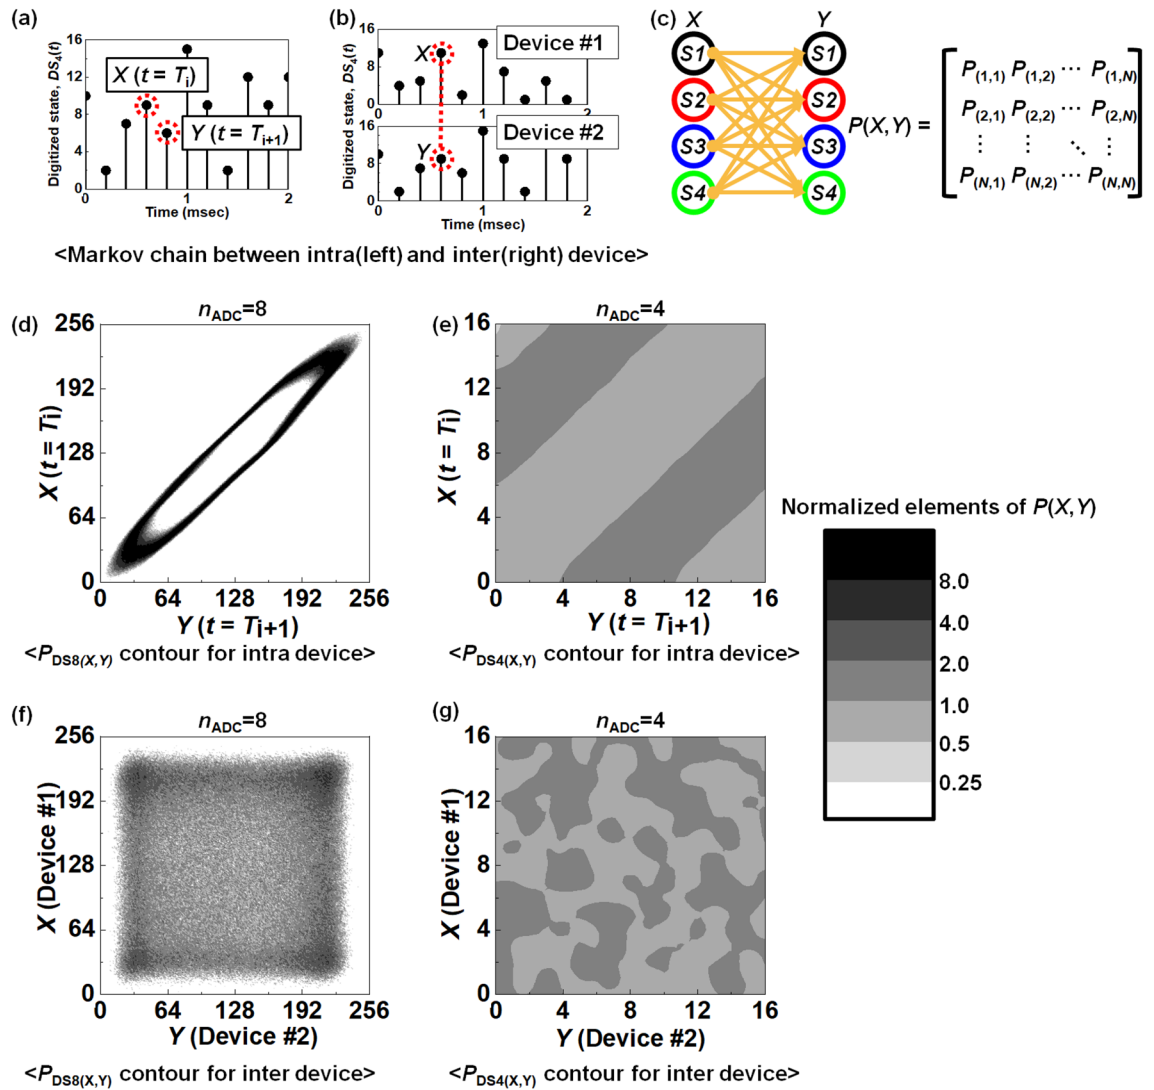 (a)
Digitized state, DS4(t)
16
12
8
4
0
X (t = Ti)
Y (t = Ti+1)
0 1 2
Time (msec)
(b)
Digitized state, DS4(t)
16
0
X
Device #1
16
0
Y
Device #2
0 1 2
Time (msec)
(c)
X Y
S1 S1
S2 S2
S3 S3
S4 S4
P(X,Y) =
P(1,1) P(1,2) ⋯ P(1,N)
P(2,1) P(2,2) ⋯ P(2,N)
⋮ ⋮ ⋱ ⋮
P(N,1) P(N,2) ⋯ P(N,N)
<Markov chain between intra(left) and inter(right) device>
(d)
nADC=8
X (t = Ti)
256
192
128
64
0
0 64 128 192 256
Y (t = Ti+1)
<PDS8(X,Y) contour for intra device>
(e)
nADC=4
X (t = Ti)
16
12
8
4
0
0 4 8 12 16
Y (t = Ti+1)
<PDS4(X,Y) contour for intra device>
Normalized elements of P(X,Y)
8.0
4.0
2.0
1.0
0.5
0.25
(f)
nADC=8
X (Device #1)
256
192
128
64
0
0 64 128 192 256
Y (Device #2)
<PDS8(X,Y) contour for inter device>
(g)
nADC=4
X (Device #1)
16
12
8
4
0
0 4 8 12 16
Y (Device #2)
<PDS4(X,Y) contour for inter device>